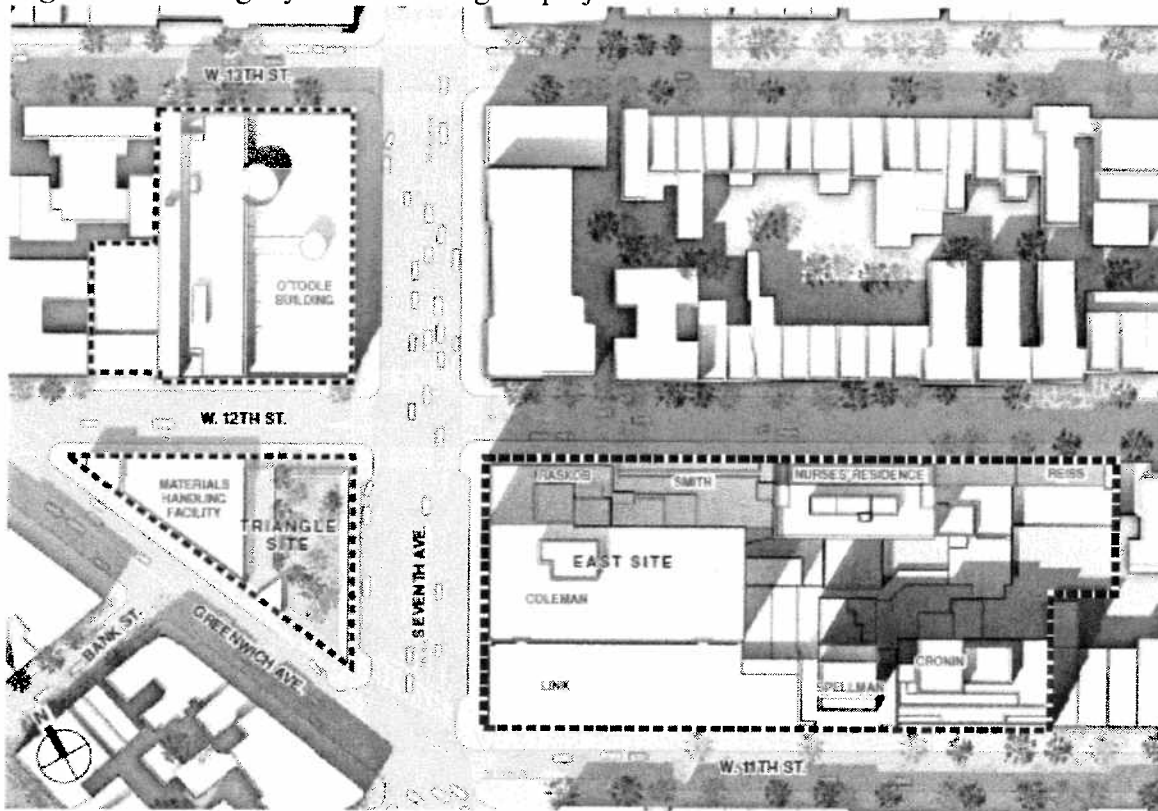 W. 13TH ST.
O'TOOLE
BUILDING
W. 12TH ST.
MATERIALS
HANDLING
FACILITY
TRIANGLE
SITE
SEVENTH AVE.
GREENWICH AVE.
BANK ST.
N
RASKOB
SMITH
NURSES' RESIDENCE
REISS
EAST SITE
COLEMAN
LINK
SPELLMAN
CRONIN
W. 11TH ST.